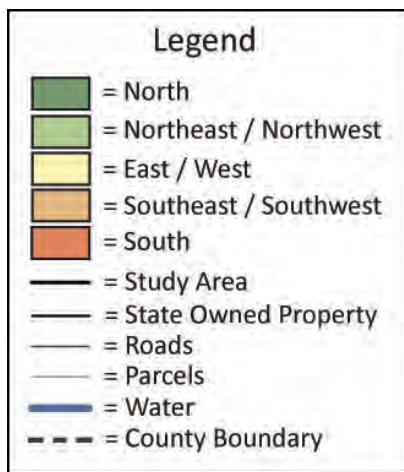 Legend
= North
= Northeast / Northwest
= East / West
= Southeast / Southwest
= South
= Study Area
= State Owned Property
= Roads
= Parcels
= Water
= County Boundary